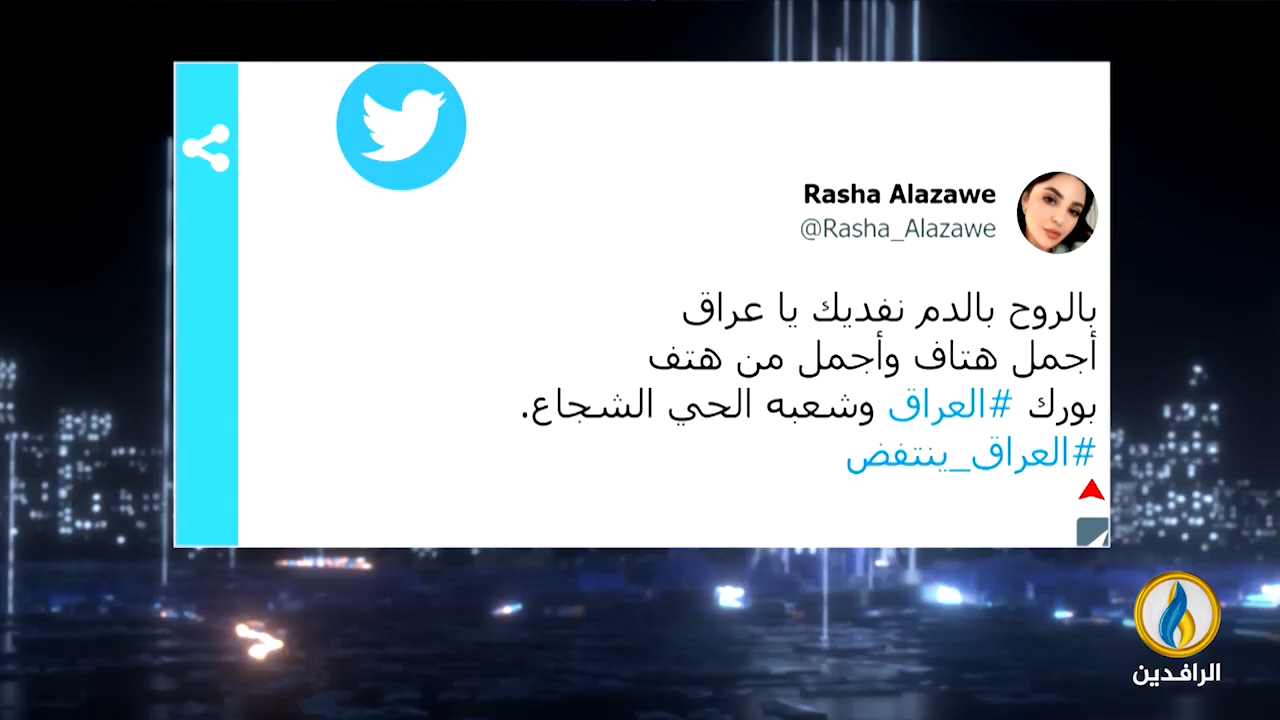 Rasha Alazawe
@Rasha_Alazawe
بالروح بالدم نفديك يا عراق
أجمل هتاف وأجمل من هتف
بورك #العراق وشعبه الحي الشجاع.
#العراق_ينتفض
الرافدين